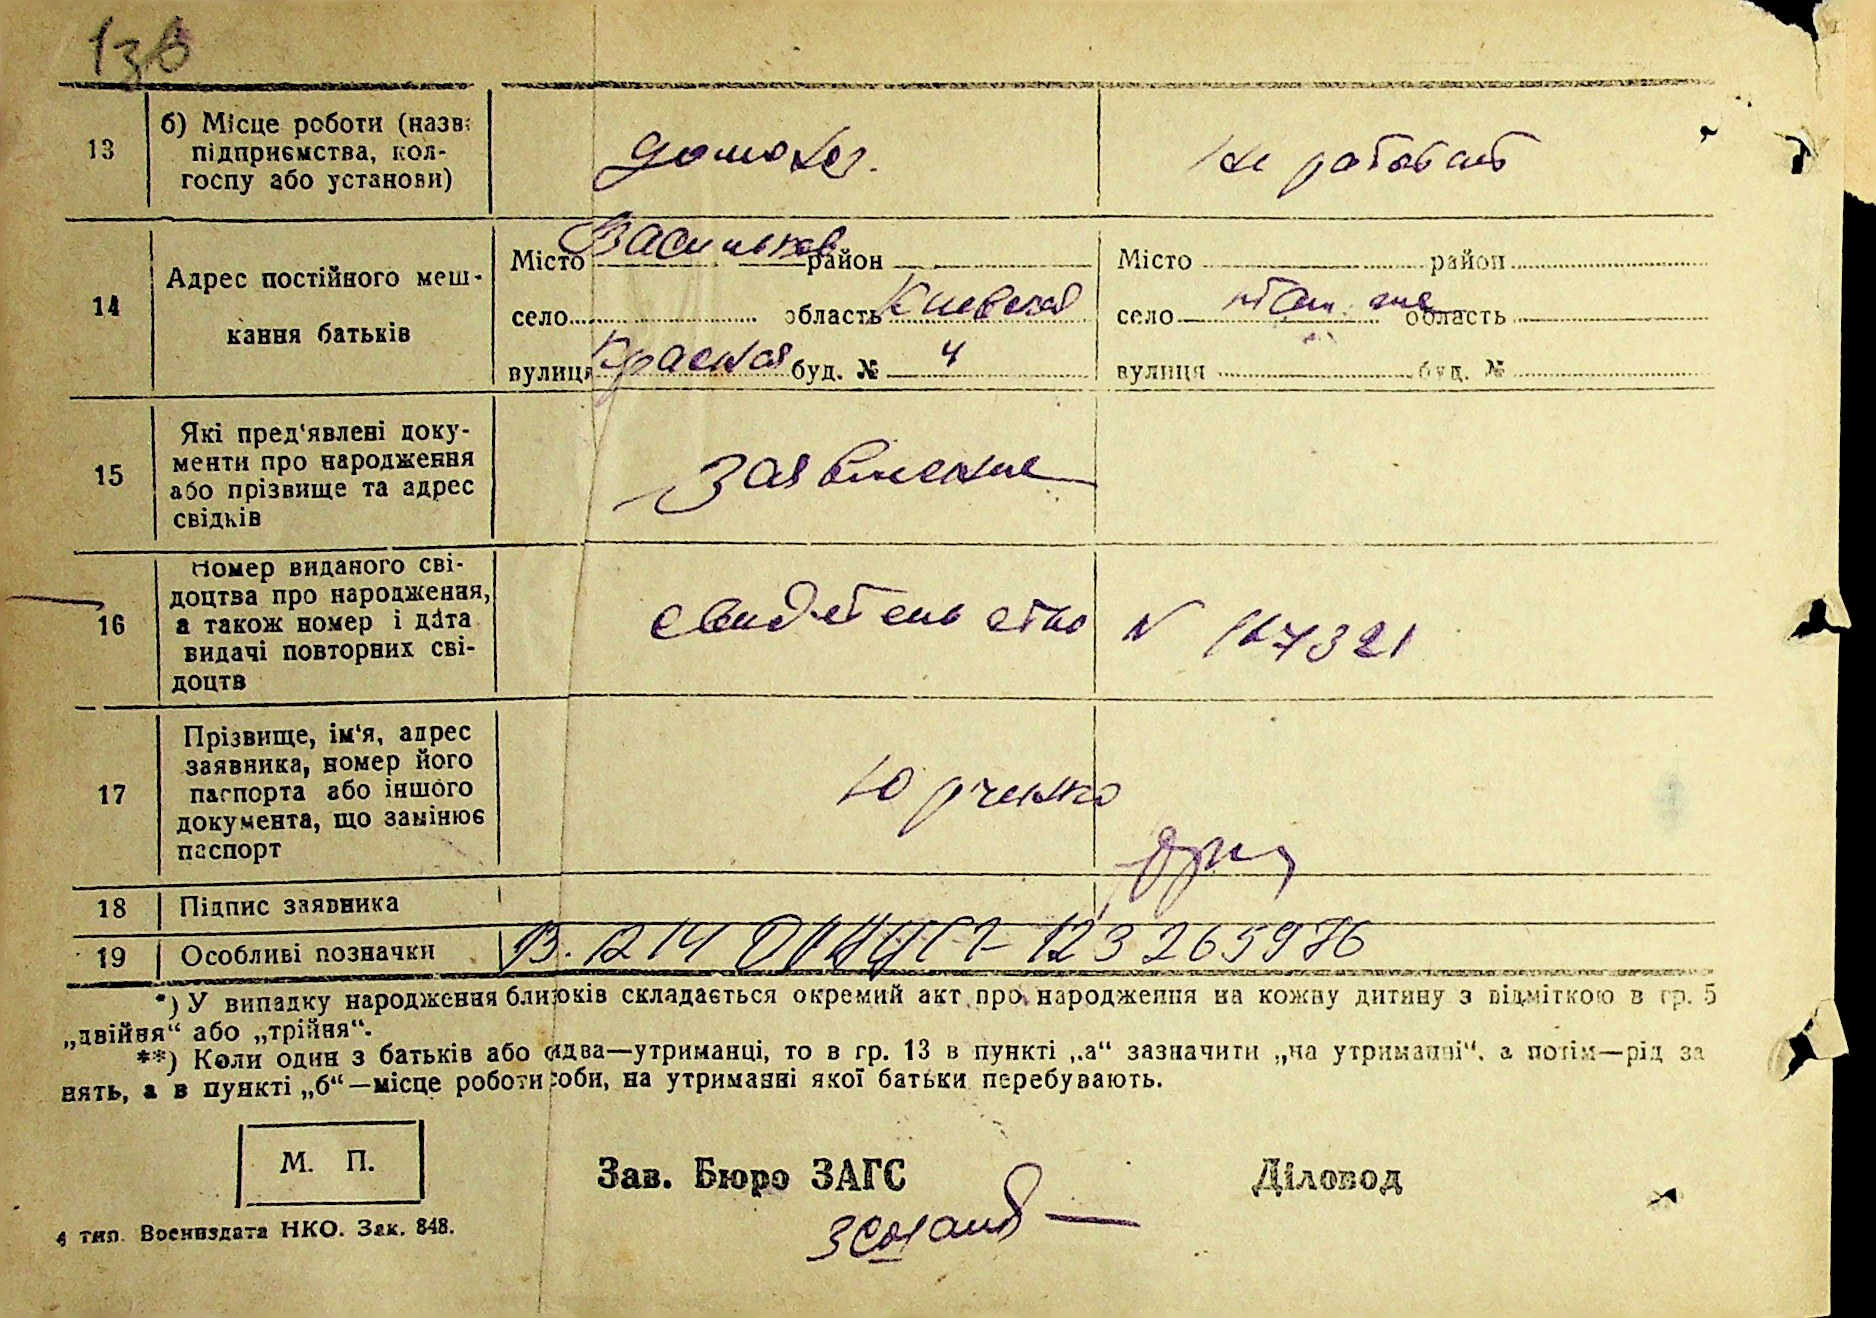 13
б) Місце роботи (назв
підприємства, кол-
госпу або установи)
домохоз.
не работает
14
Адрес постійного меш-
кання батьків
Місто Васильков район
село область Киевская
вулиця Красная буд. № 4
Місто район
село область
вулиця буд. №
15
Які пред'явлені доку-
менти про народження
або прізвище та адрес
свідків
Заявление
16
Номер виданого сві-
доцтва про народження,
а також номер і дата
видачі повторних сві-
доцтв
свидетельство N 167321
17
Прізвище, ім'я, адрес
заявника, номер його
паспорта або іншого
документа, що замінює
паспорт
Юрченко
18
Підпис заявника
19
Особливі позначки
*) У випадку народження близюків складається окремий акт про народження на кожну дитину з відміткою в гр. 5
„двійня“ або „трійня“.
**) Коли один з батьків або один два—утриманці, то в гр. 13 в пункті „а“ зазначити „на утриманні“, а потім—рід за
нять, а в пункті „б“—місце роботи особи, на утриманні якої батьки перебувають.
М. П.
Зав. Бюро ЗАГС
Діловод
4 тип. Воениздата НКО. Зак. 848.